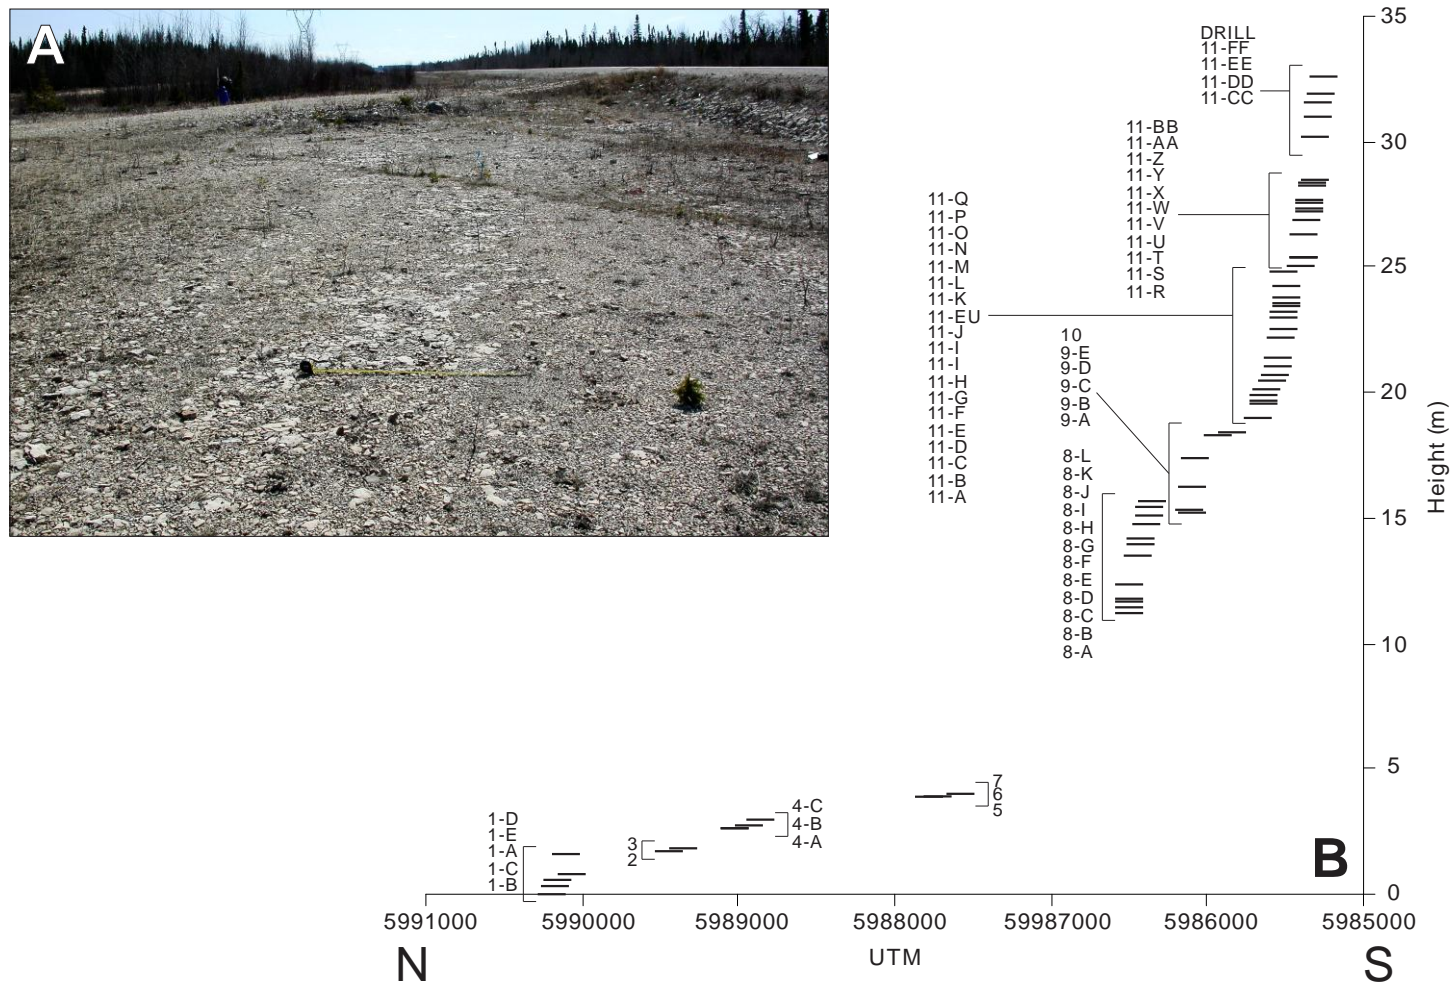 A
DRILL
11-FF
11-EE
11-DD
11-CC
11-BB
11-AA
11-Z
11-Y
11-X
11-W
11-V
11-U
11-T
11-S
11-R
11-Q
11-P
11-O
11-N
11-M
11-L
11-K
11-EU
11-J
11-I
11-I
11-H
11-G
11-F
11-E
11-D
11-C
11-B
11-A
10
9-E
9-D
9-C
9-B
9-A
8-L
8-K
8-J
8-I
8-H
8-G
8-F
8-E
8-D
8-C
8-B
8-A
7
6
5
4-C
4-B
4-A
3
2
1-D
1-E
1-A
1-C
1-B
35
30
25
20
15
10
5
0
Height (m)
B
5991000 5990000 5989000 5988000 59987000 5986000 5985000
N UTM S